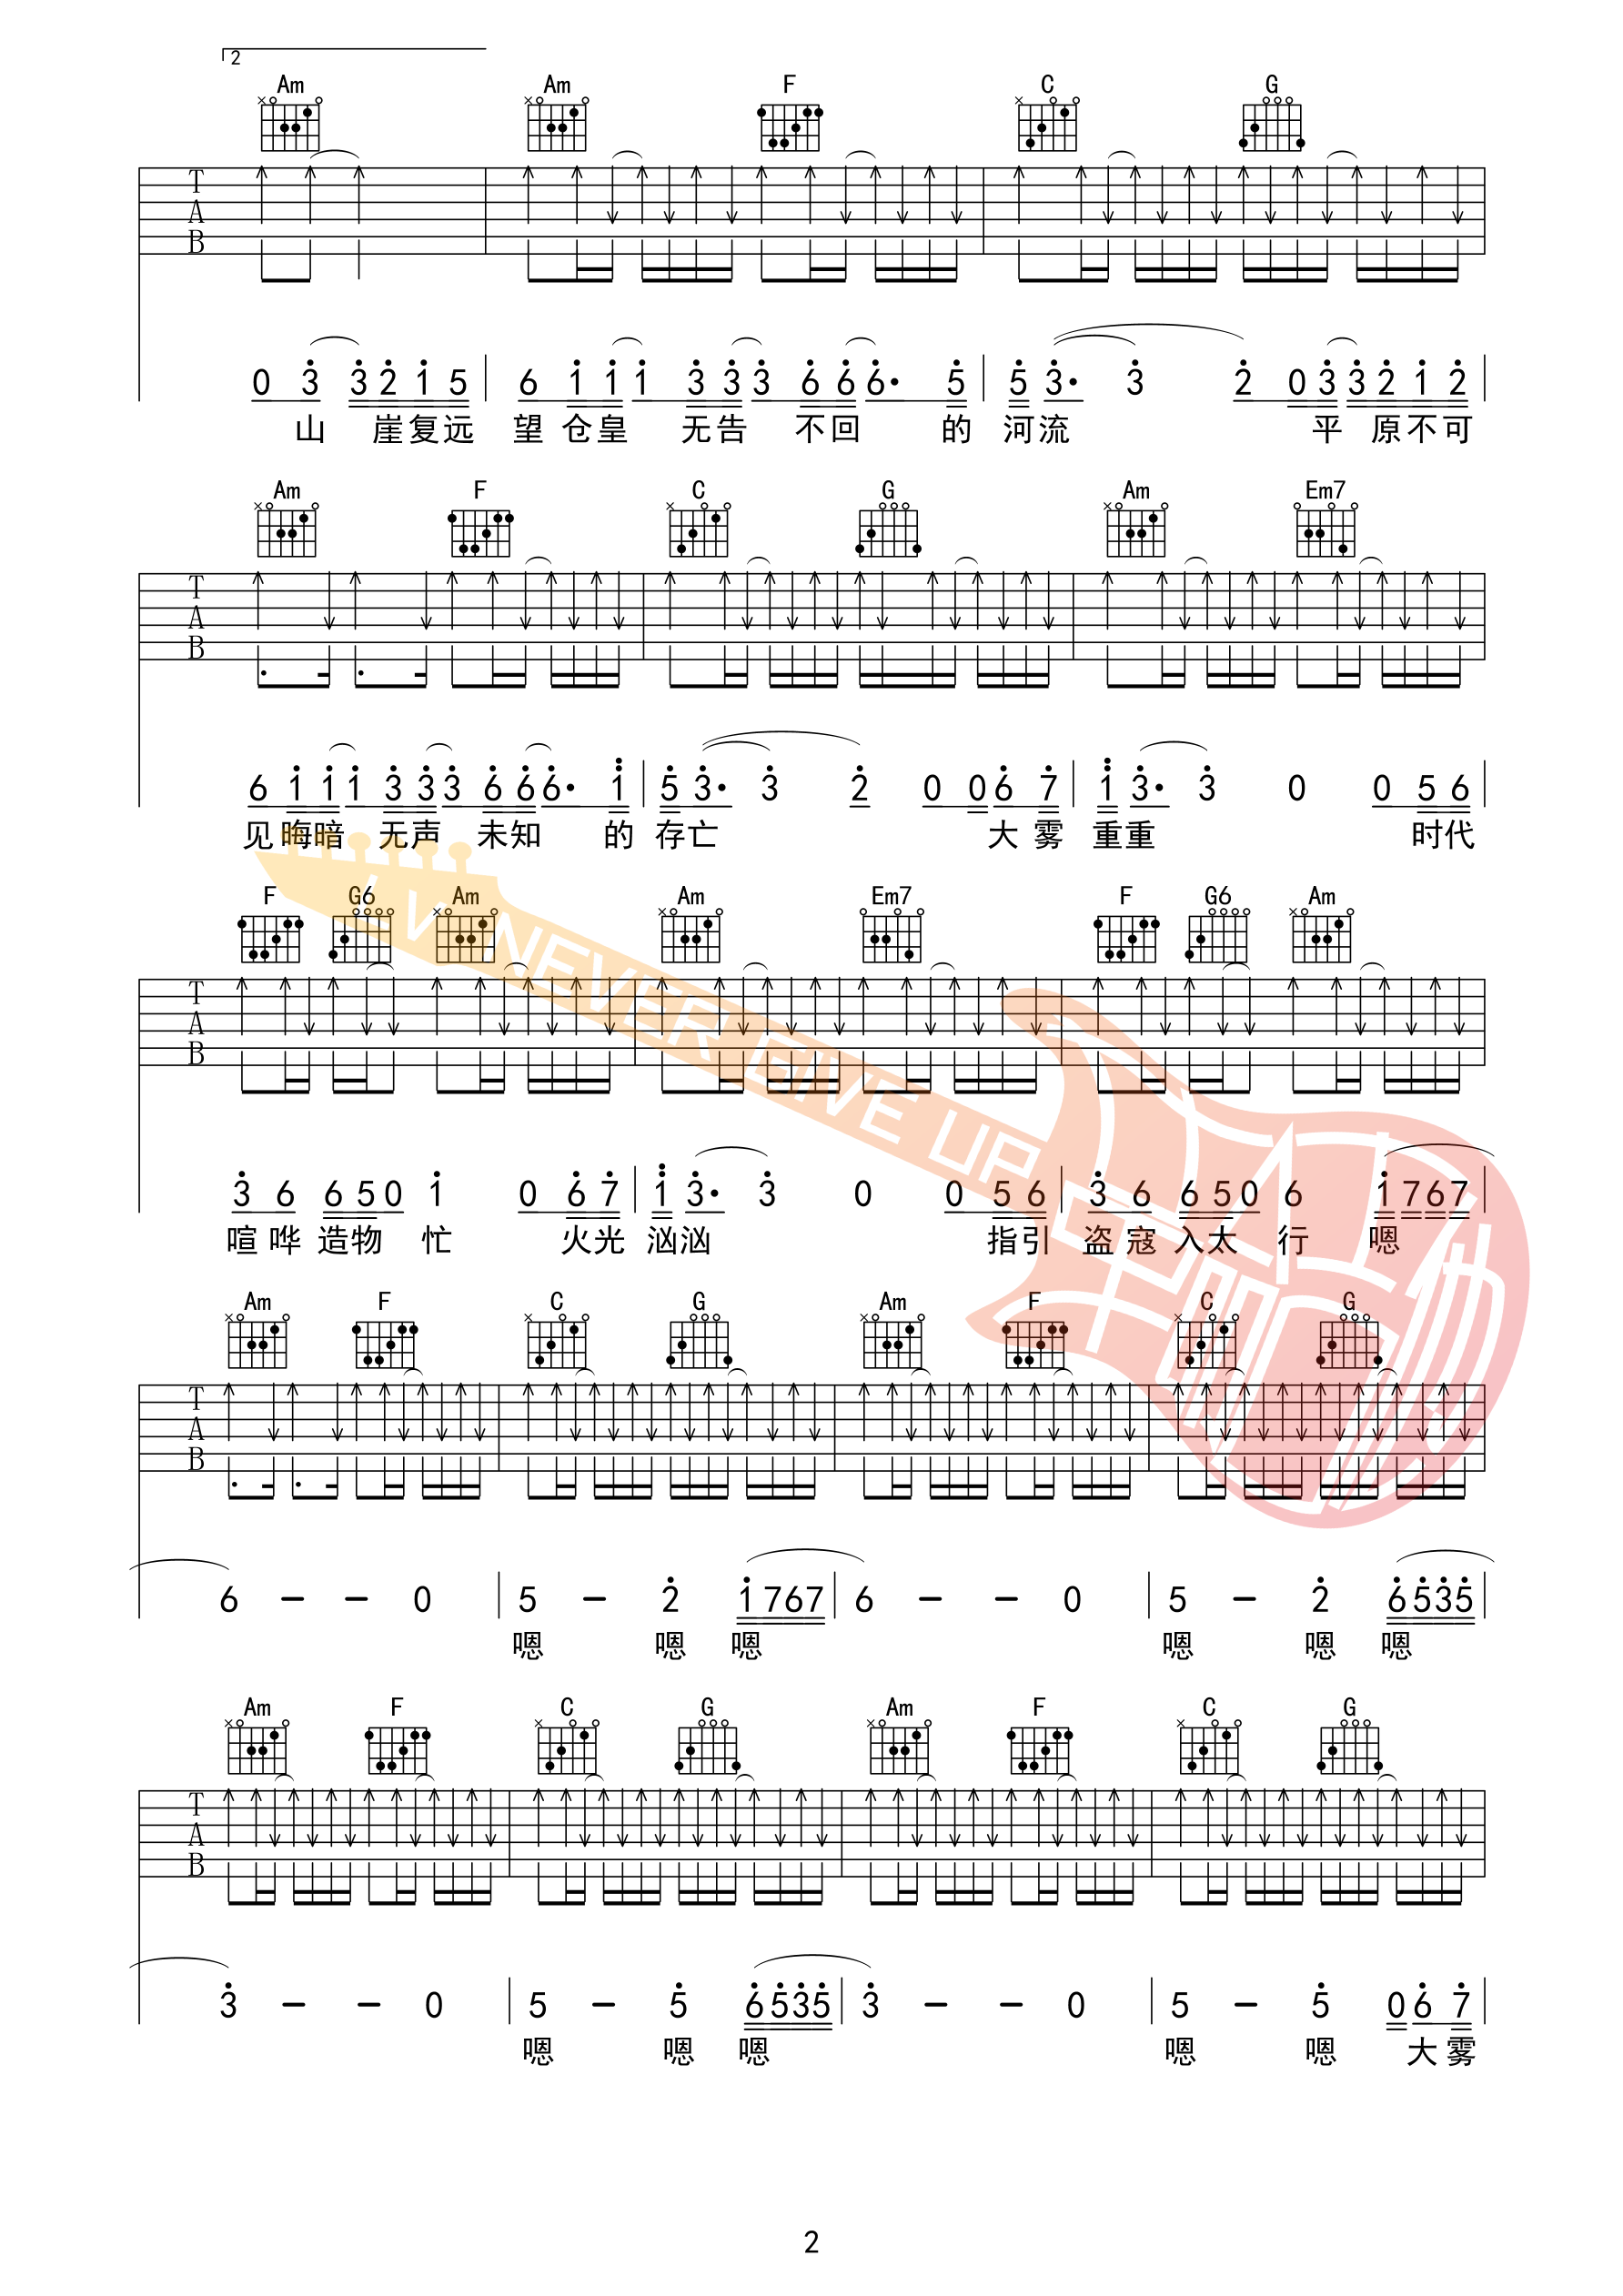 2
Am Am F C G
T
A
B
0 3 3 2 1 5 6 1 1 1 3 3 3 6 6 6· 5 5 3· 3 2 0 3 3 2 1 2
山 崖复远 望 仓皇 无告 不回 的 河流 平 原不可
Am F C G Am Em7
T
A
B
6 1 1 1 3 3 3 6 6 6· 1 5 3· 3 2 0 0 6 7 1 3· 3 0 0 5 6
见晦暗 无声 未知 的 存亡 大 雾 重重 时代
F G6 Am Am Em7 F G6 Am
T
A
B
3 6 6 5 0 1 0 6 7 1 3· 3 0 0 5 6 3 6 6 5 0 6 1 7 6 7
喧 哗 造物 忙 火光 汹汹 指引 盗 寇 入太 行 嗯
LV NEVER GIVE UP
Am F C G Am F C G
T
A
B
6 – – 0 5 – 2 1 7 6 7 6 – – 0 5 – 2 6 5 3 5
嗯 嗯 嗯 嗯 嗯 嗯
Am F C G Am F C G
T
A
B
3 – – 0 5 – 5 6 5 3 5 3 – – 0 5 – 5 0 6 7
嗯 嗯 嗯 嗯 嗯 大 雾
2